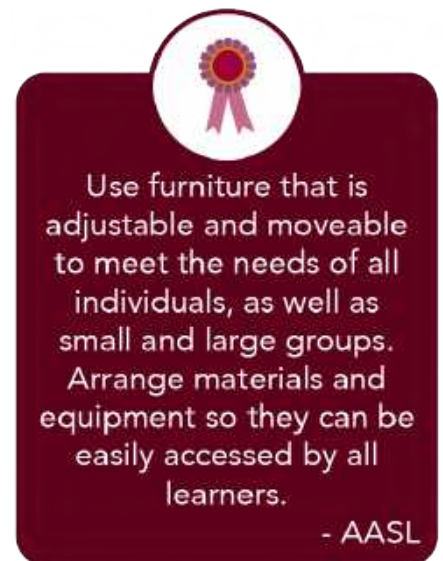 Use furniture that is
adjustable and moveable
to meet the needs of all
individuals, as well as
small and large groups.
Arrange materials and
equipment so they can be
easily accessed by all
learners.
- AASL